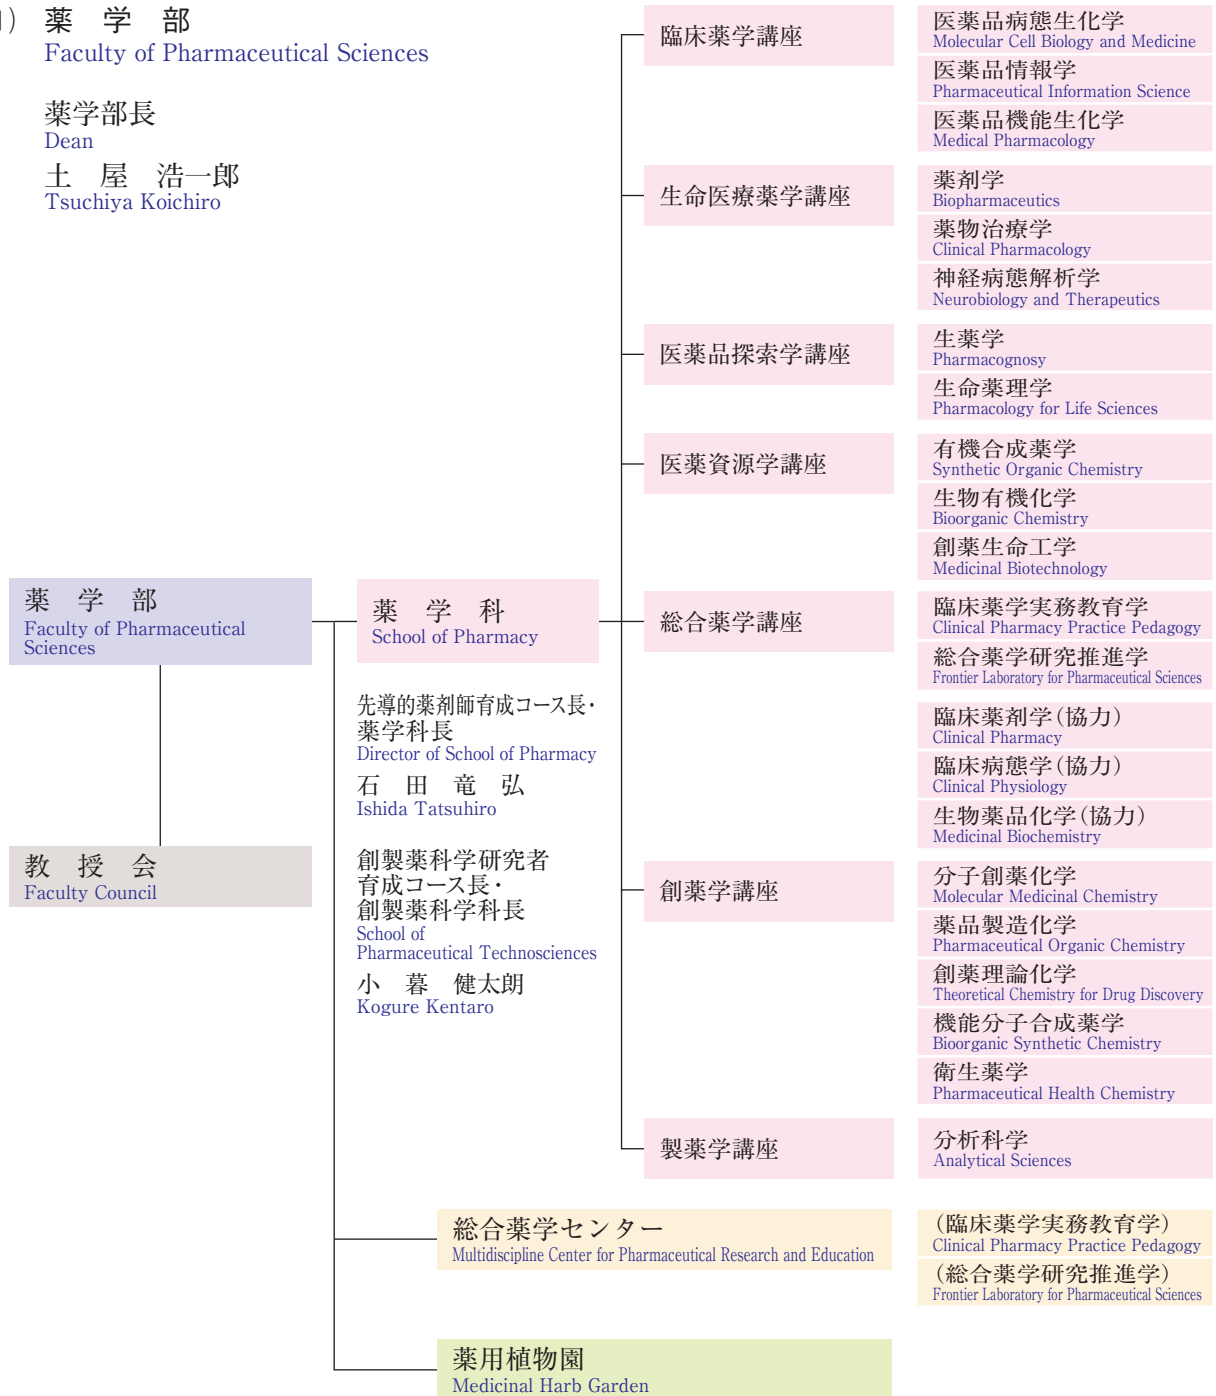 ) 薬 学 部
Faculty of Pharmaceutical Sciences
薬学部長
Dean
土 屋 浩一郎
Tsuchiya Koichiro
薬 学 部
Faculty of Pharmaceutical
Sciences
教 授 会
Faculty Council
薬 学 科
School of Pharmacy
先導的薬剤師育成コース長・
薬学科長
Director of School of Pharmacy
石 田 竜 弘
Ishida Tatsuhiro
創製薬科学研究者
育成コース長・
創製薬科学科長
School of
Pharmaceutical Technosciences
小 暮 健太朗
Kogure Kentaro
臨床薬学講座
医薬品病態生化学
Molecular Cell Biology and Medicine
医薬品情報学
Pharmaceutical Information Science
医薬品機能生化学
Medical Pharmacology
生命医療薬学講座
薬剤学
Biopharmaceutics
薬物治療学
Clinical Pharmacology
神経病態解析学
Neurobiology and Therapeutics
医薬品探索学講座
生薬学
Pharmacognosy
生命薬理学
Pharmacology for Life Sciences
医薬資源学講座
有機合成薬学
Synthetic Organic Chemistry
生物有機化学
Bioorganic Chemistry
創薬生命工学
Medicinal Biotechnology
総合薬学講座
臨床薬学実務教育学
Clinical Pharmacy Practice Pedagogy
総合薬学研究推進学
Frontier Laboratory for Pharmaceutical Sciences
臨床薬剤学(協力)
Clinical Pharmacy
臨床病態学(協力)
Clinical Physiology
生物薬品化学(協力)
Medicinal Biochemistry
創薬学講座
分子創薬化学
Molecular Medicinal Chemistry
薬品製造化学
Pharmaceutical Organic Chemistry
創薬理論化学
Theoretical Chemistry for Drug Discovery
機能分子合成薬学
Bioorganic Synthetic Chemistry
衛生薬学
Pharmaceutical Health Chemistry
製薬学講座
分析科学
Analytical Sciences
総合薬学センター
Multidiscipline Center for Pharmaceutical Research and Education
(臨床薬学実務教育学)
Clinical Pharmacy Practice Pedagogy
(総合薬学研究推進学)
Frontier Laboratory for Pharmaceutical Sciences
薬用植物園
Medicinal Harb Garden